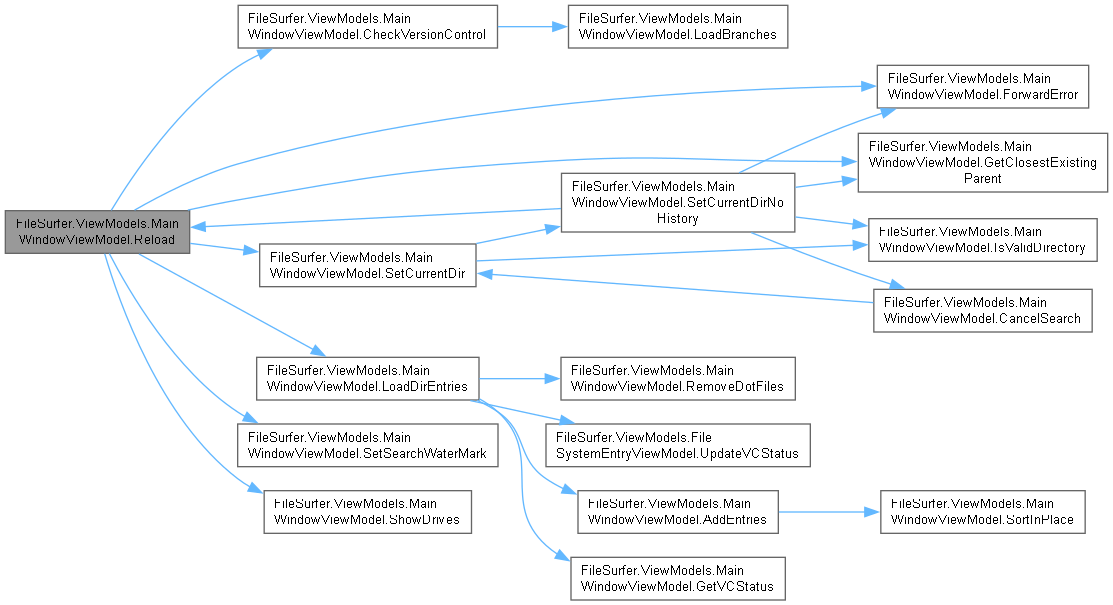 FileSurfer.ViewModels.Main
WindowViewModel.CheckVersionControl
FileSurfer.ViewModels.Main
WindowViewModel.LoadBranches
FileSurfer.ViewModels.Main
WindowViewModel.ForwardError
FileSurfer.ViewModels.Main
WindowViewModel.GetClosestExisting
Parent
FileSurfer.ViewModels.Main
WindowViewModel.SetCurrentDirNo
History
FileSurfer.ViewModels.Main
WindowViewModel.Reload
FileSurfer.ViewModels.Main
WindowViewModel.IsValidDirectory
FileSurfer.ViewModels.Main
WindowViewModel.SetCurrentDir
FileSurfer.ViewModels.Main
WindowViewModel.CancelSearch
FileSurfer.ViewModels.Main
WindowViewModel.LoadDirEntries
FileSurfer.ViewModels.Main
WindowViewModel.RemoveDotFiles
FileSurfer.ViewModels.Main
WindowViewModel.SetSearchWaterMark
FileSurfer.ViewModels.File
SystemEntryViewModel.UpdateVCStatus
FileSurfer.ViewModels.Main
WindowViewModel.ShowDrives
FileSurfer.ViewModels.Main
WindowViewModel.AddEntries
FileSurfer.ViewModels.Main
WindowViewModel.SortInPlace
FileSurfer.ViewModels.Main
WindowViewModel.GetVCStatus